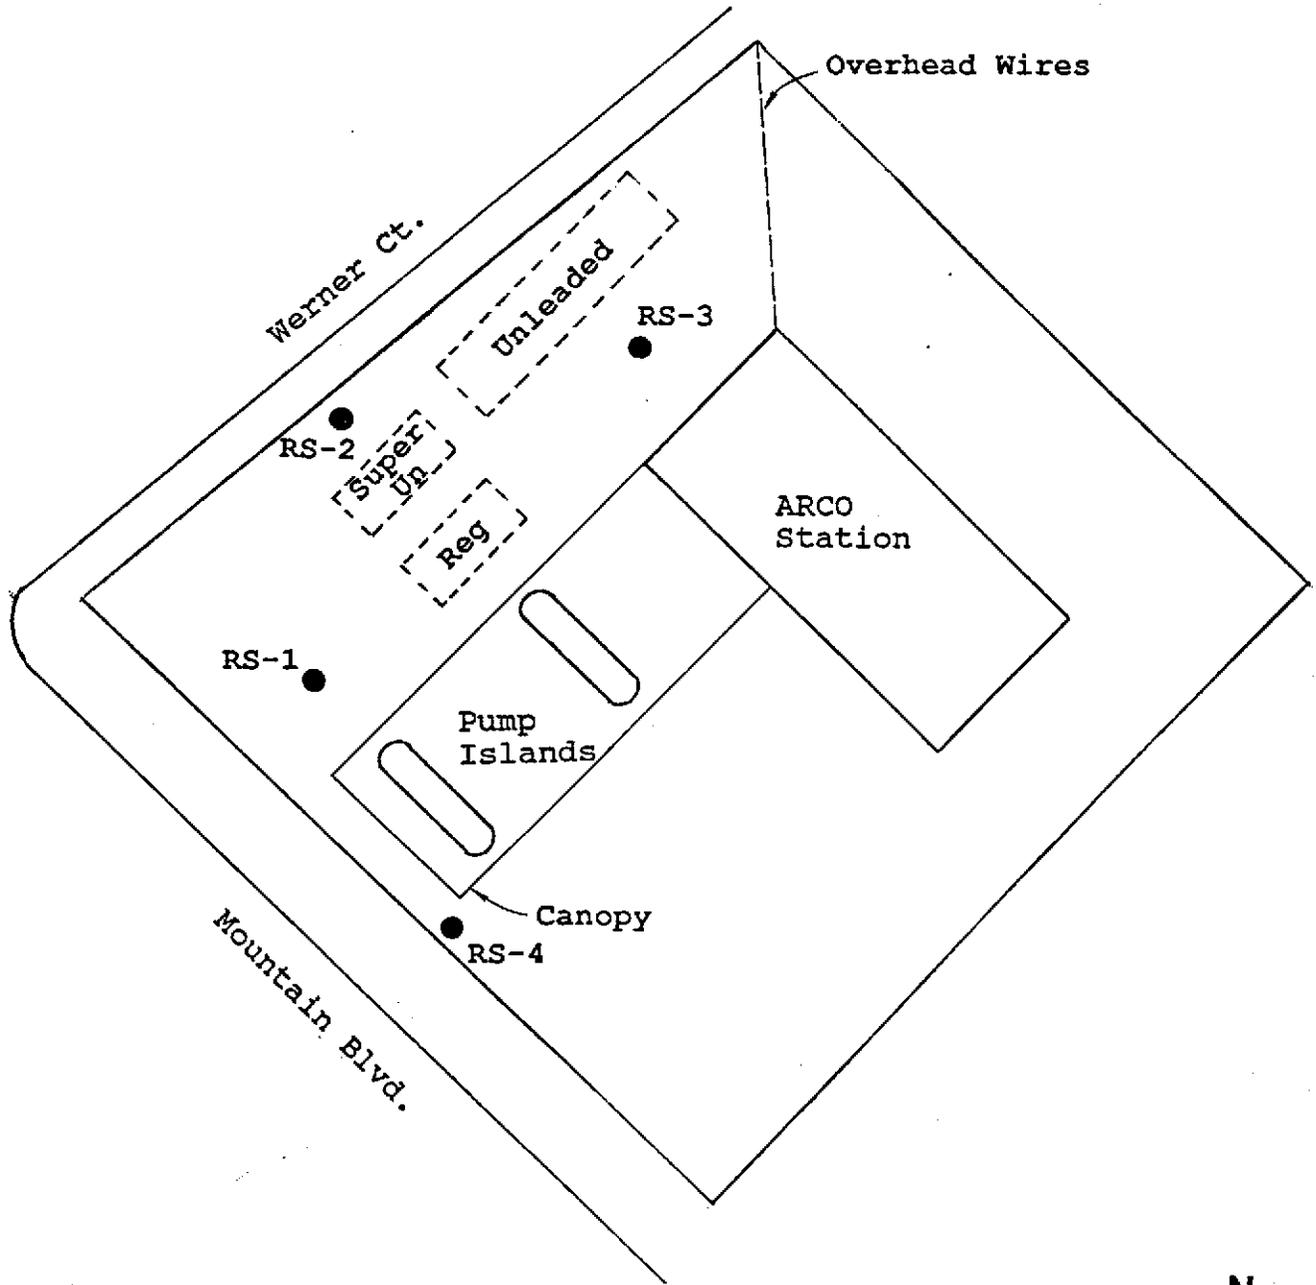 Overhead Wires
Werner Ct.
Unleaded
RS-3
RS-2
Super
Un
Reg
ARCO
Station
RS-1
Pump
Islands
Canopy
RS-4
Mountain Blvd.
N